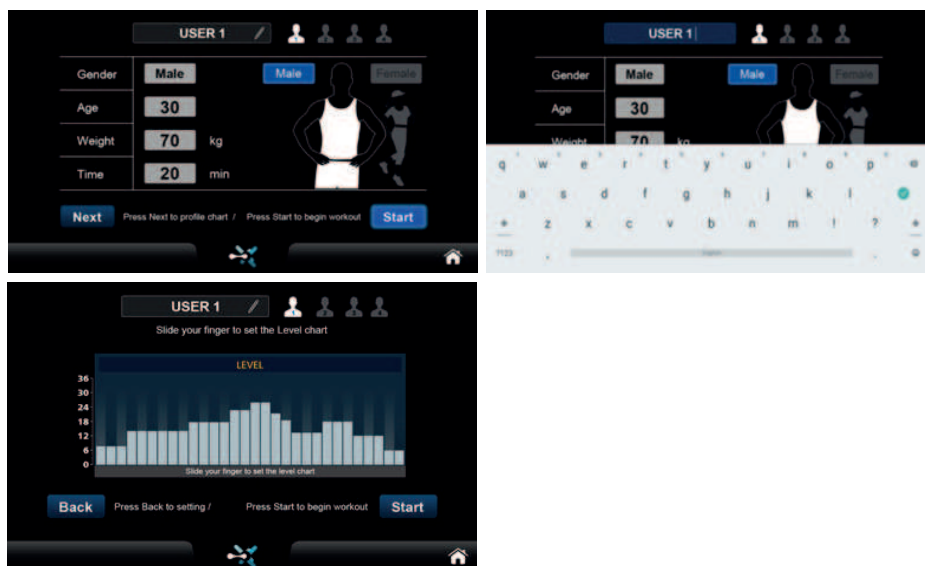 USER 1
Gender Male Male Female
Age 30
Weight 70 kg
Time 20 min
Next Press Next to profile chart / Press Start to begin workout Start
USER 1
Gender Male Male Female
Age 30
Weight 70 kg
q w e r t y u i o p
a s d f g h j k l
z x c v b n m ! ?
?123 , .
USER 1
Slide your finger to set the Level chart
LEVEL
36
30
24
18
12
6
0
Slide your finger to set the level chart
Back Press Back to setting / Press Start to begin workout Start